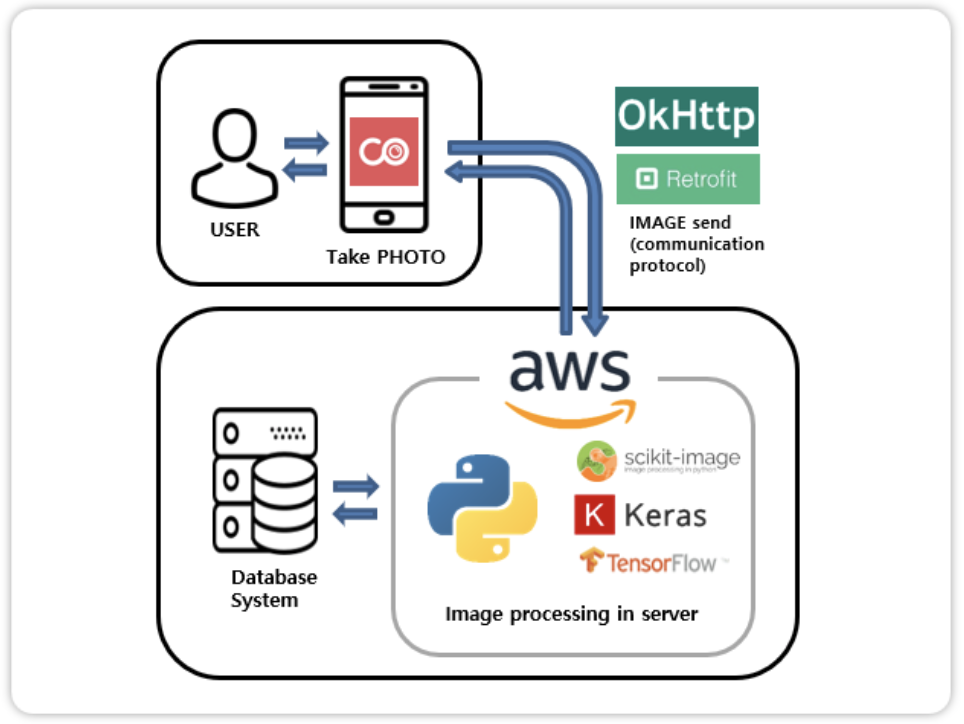 OkHttp
Retrofit
IMAGE send
(communication
protocol)
USER
Take PHOTO
aws
scikit-image
image processing in python
K Keras
TensorFlow ™
Database
System
Image processing in server